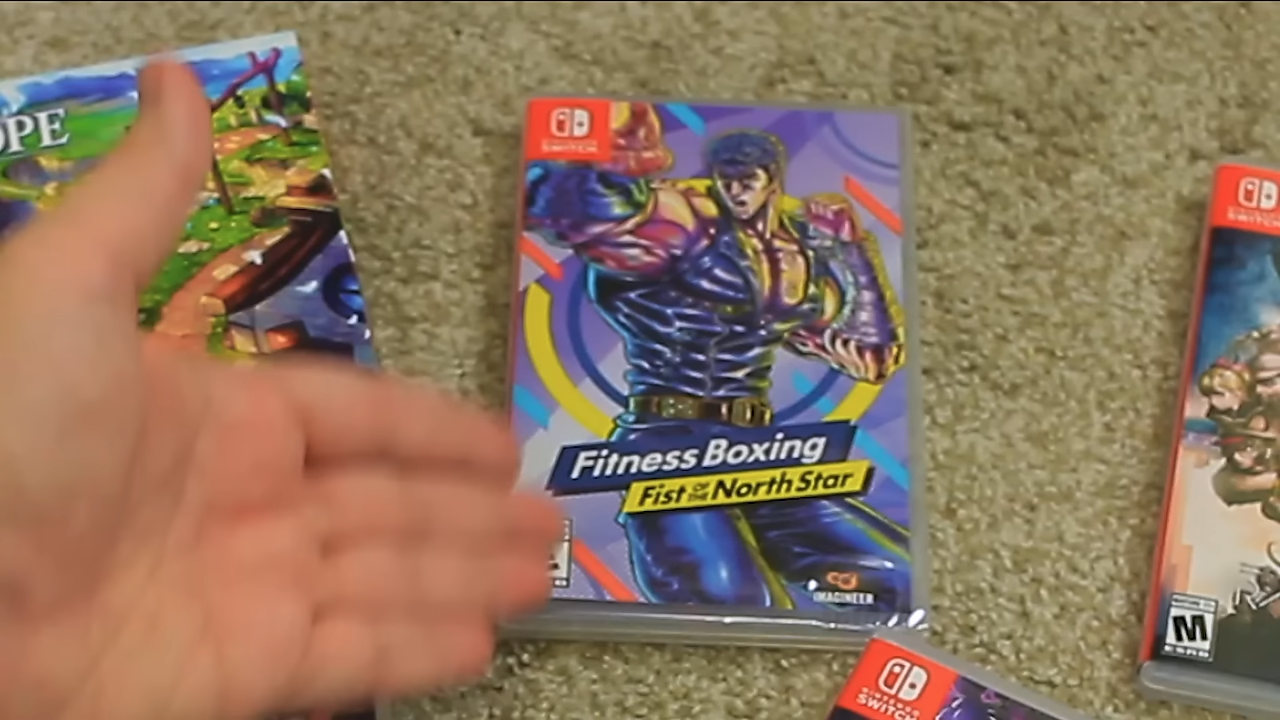 OPE
NINTENDO
SWITCH
Fitness Boxing
Fist OF THE North Star
IMAGINEER
NINTENDO
SWITCH
M
ESRB
NINTENDO
SWITCH